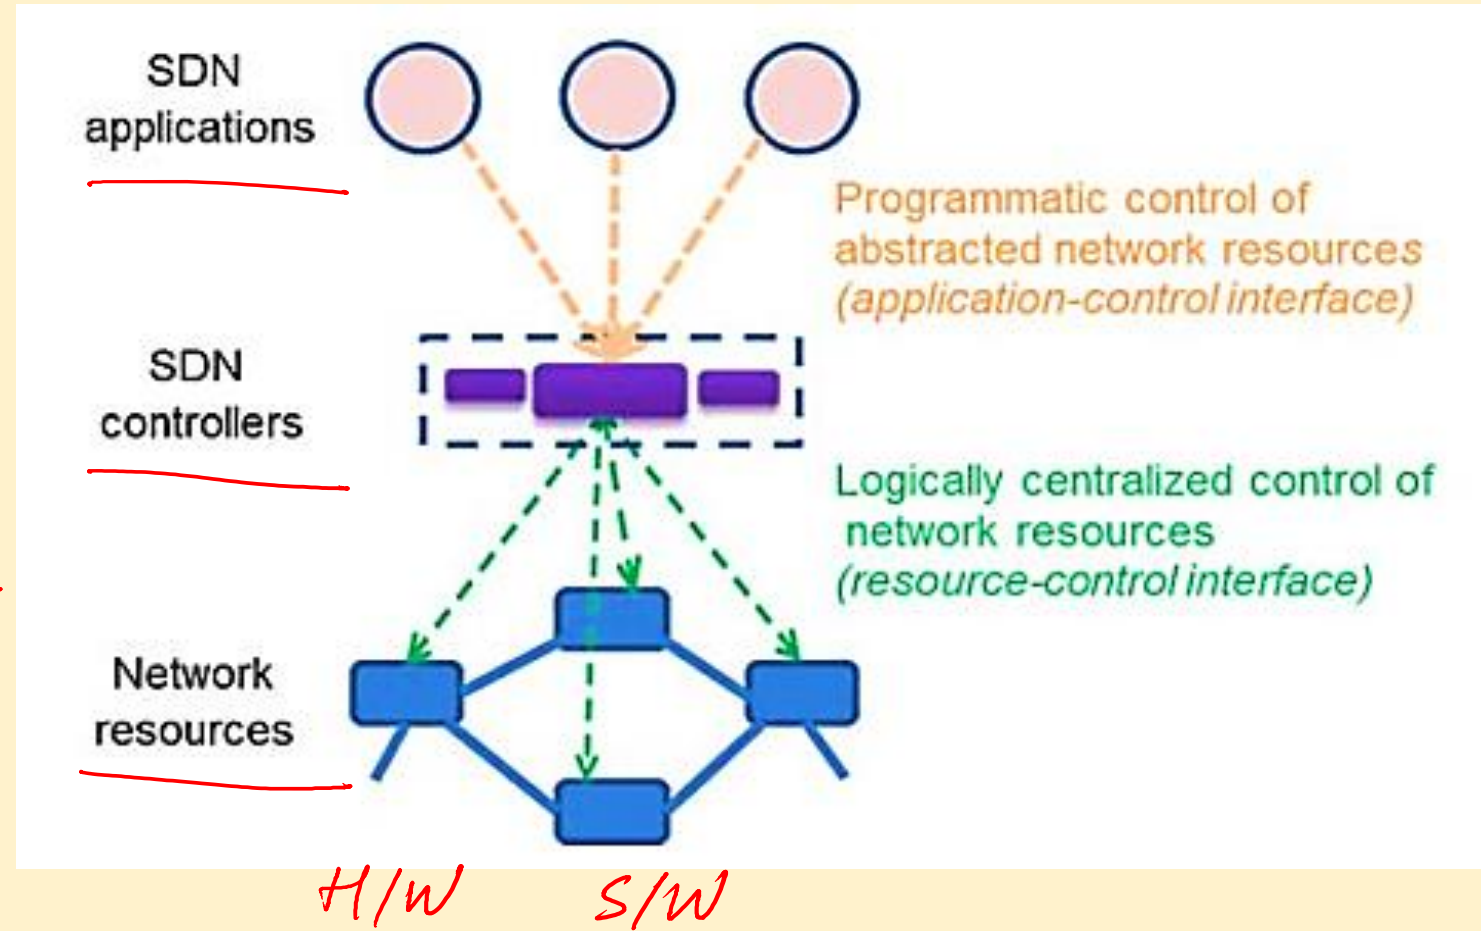 SDN
applications
Programmatic control of
abstracted network resources
(application-control interface)
SDN
controllers
Logically centralized control of
network resources
(resource-control interface)
Network
resources
H/W S/W